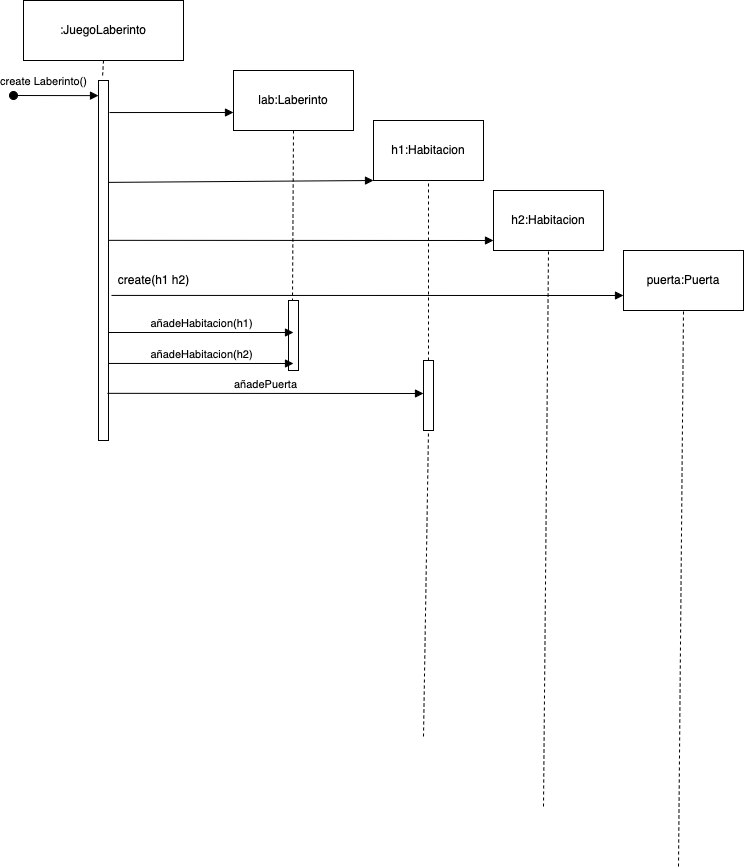 :JuegoLaberinto
create Laberinto()
lab:Laberinto
h1:Habitacion
h2:Habitacion
puerta:Puerta
create(h1 h2)
añadeHabitacion(h1)
añadeHabitacion(h2)
añadePuerta